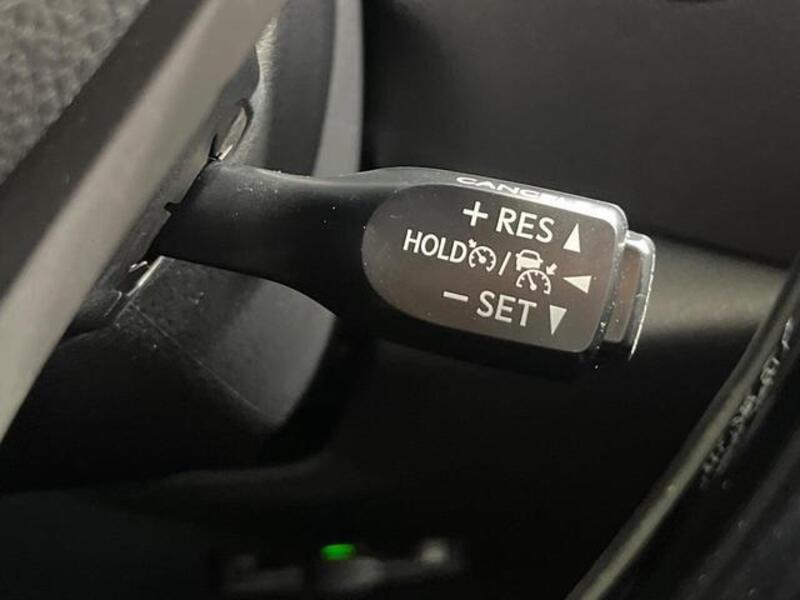 CANCEL
+ RES ▲
HOLD / ◀
− SET ▼